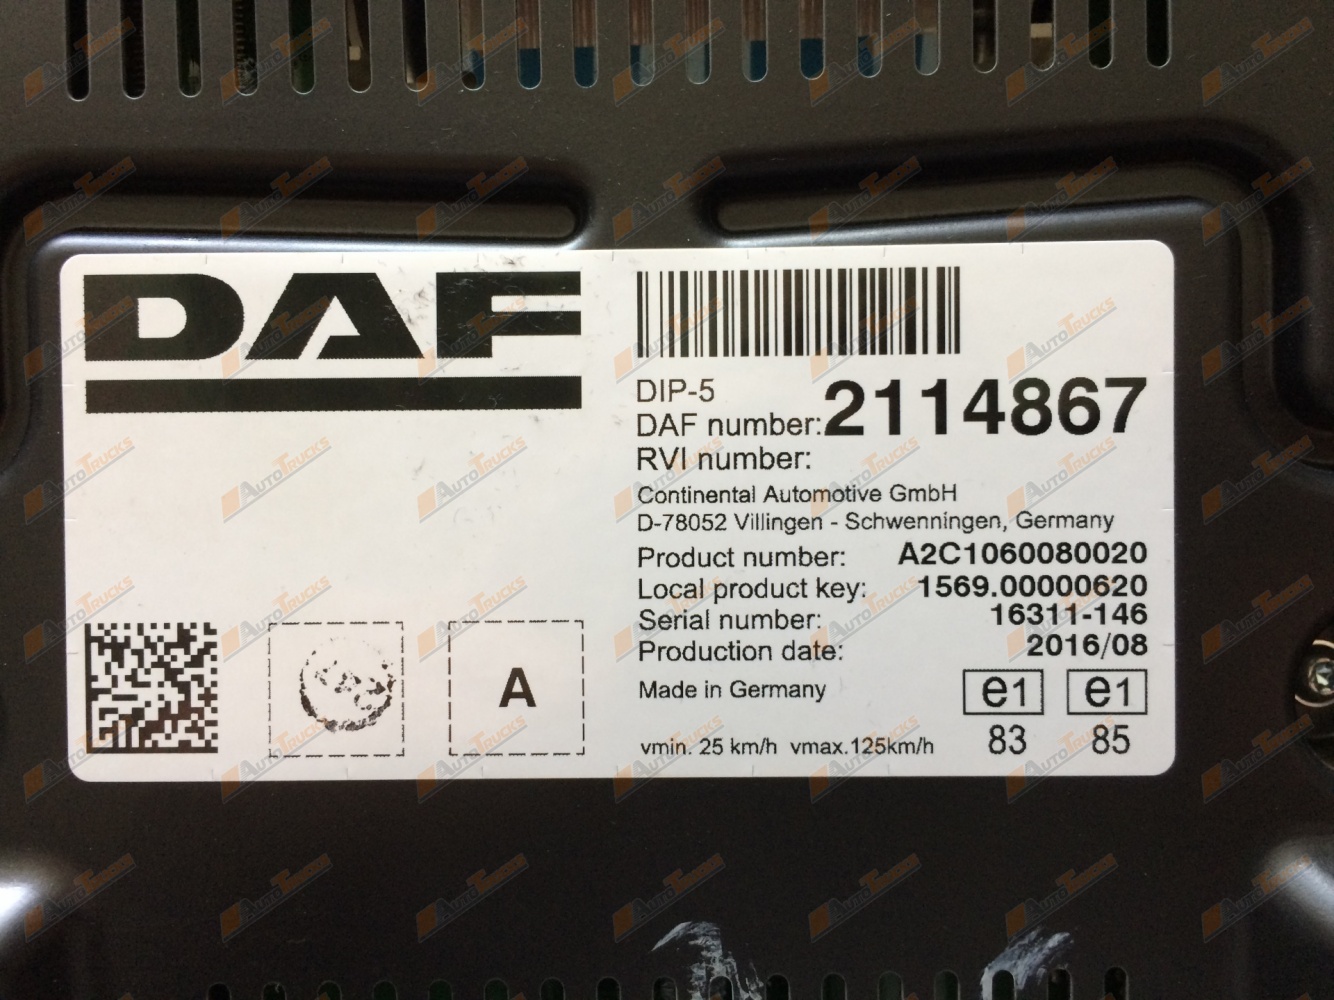 DAF
DIP-5
DAF number: 2114867
RVI number:
Continental Automotive GmbH
D-78052 Villingen - Schwenningen, Germany
Product number: A2C1060080020
Local product key: 1569.00000620
Serial number: 16311-146
Production date: 2016/08
Made in Germany e1 e1
83 85
vmin. 25 km/h vmax.125km/h
A
AUTOTRUCKS